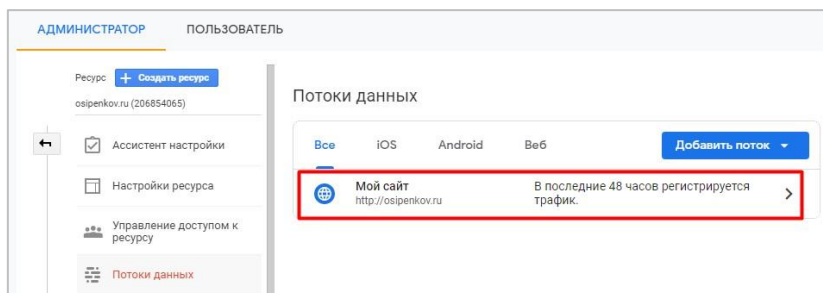 АДМИНИСТРАТОР ПОЛЬЗОВАТЕЛЬ
Ресурс + Создать ресурс
osipenkov.ru (206854065)
Ассистент настройки
Настройки ресурса
Управление доступом к
ресурсу
Потоки данных
Потоки данных
Все iOS Android Веб Добавить поток
Мой сайт
http://osipenkov.ru
В последние 48 часов регистрируется
трафик.